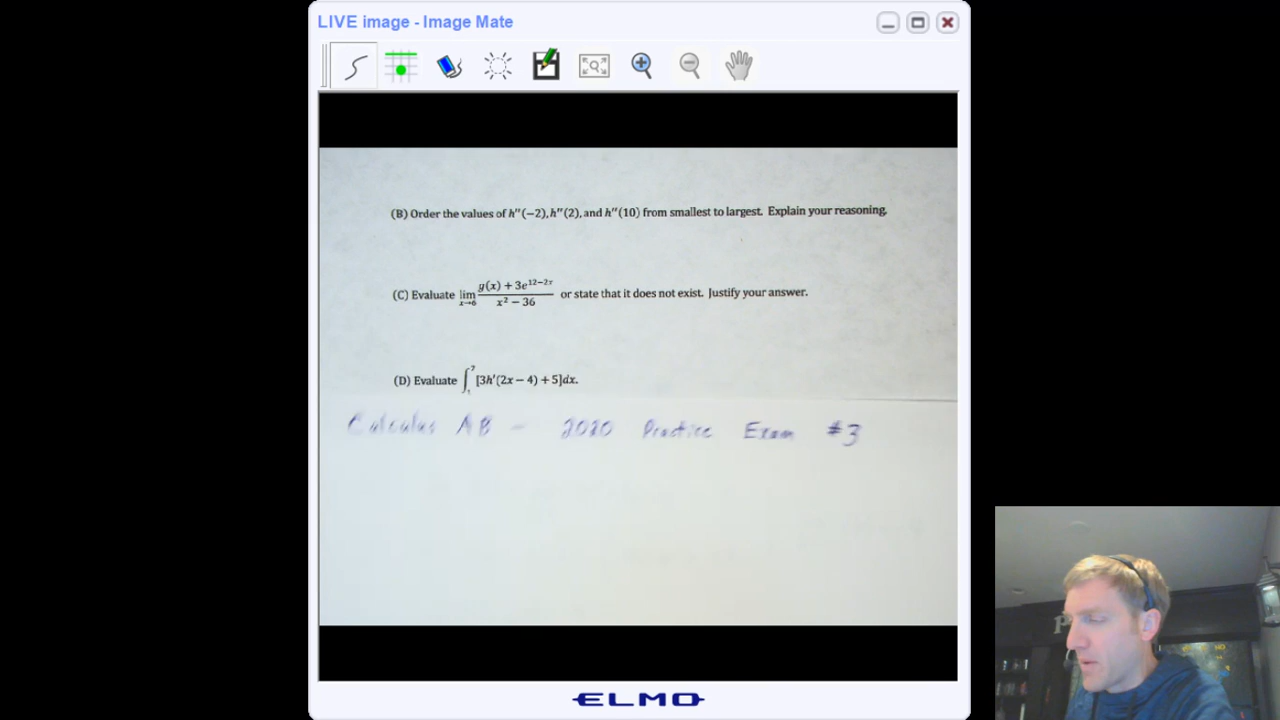 LIVE image - Image Mate
(B) Order the values of h''(−2), h''(2), and h''(10) from smallest to largest. Explain your reasoning.
(C) Evaluate lim x→6 g(x) + 3e^12−2x / x² − 36 or state that it does not exist. Justify your answer.
(D) Evaluate ∫ [3h'(2x − 4) + 5]dx.
Calculus AB - 2020 Practice Exam #3
ELMO